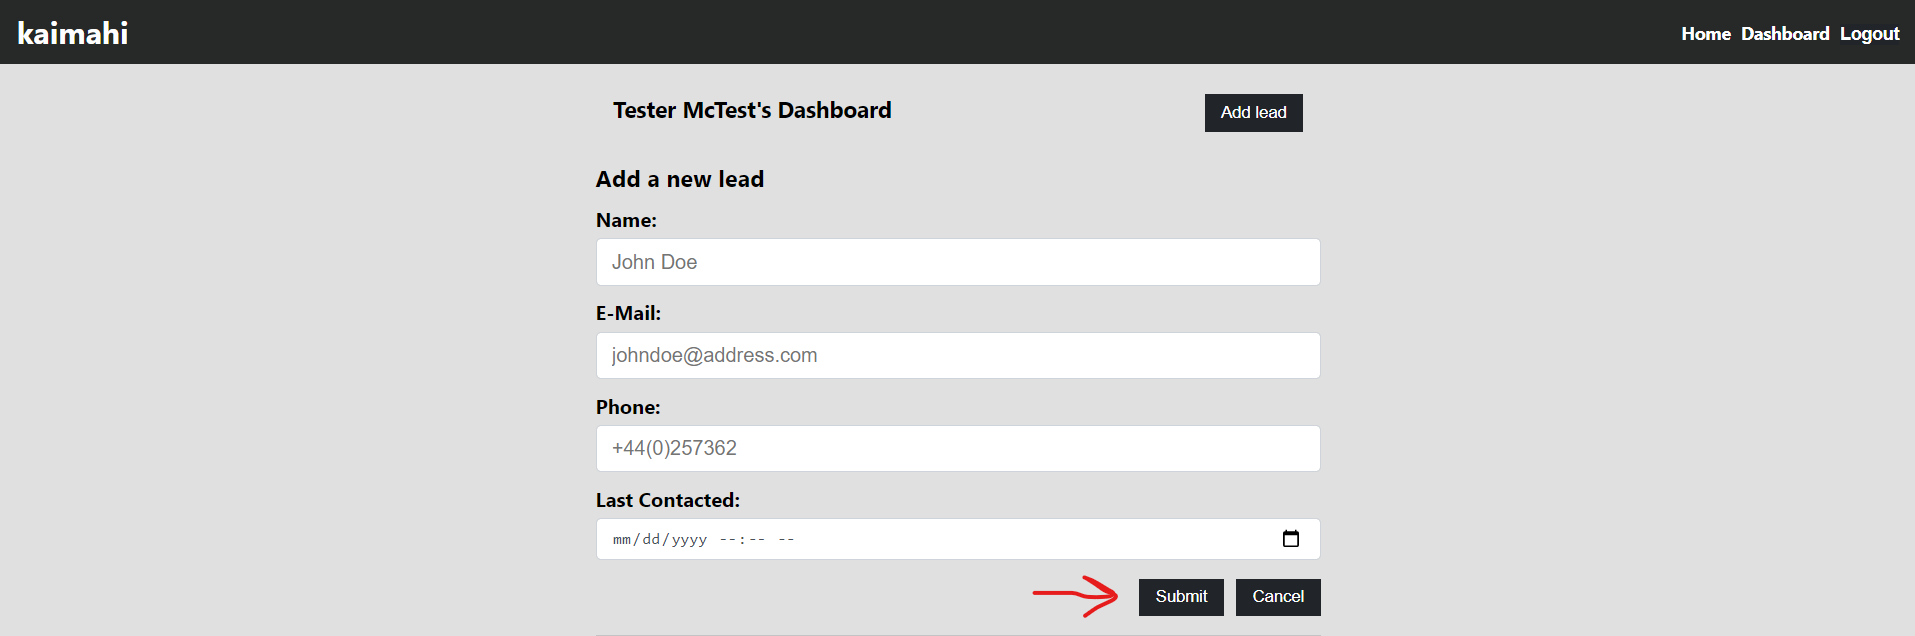 kaimahi
Home Dashboard Logout
Tester McTest's Dashboard
Add lead
Add a new lead
Name:
John Doe
E-Mail:
johndoe@address.com
Phone:
+44(0)257362
Last Contacted:
mm/dd/yyyy --:-- --
Submit
Cancel